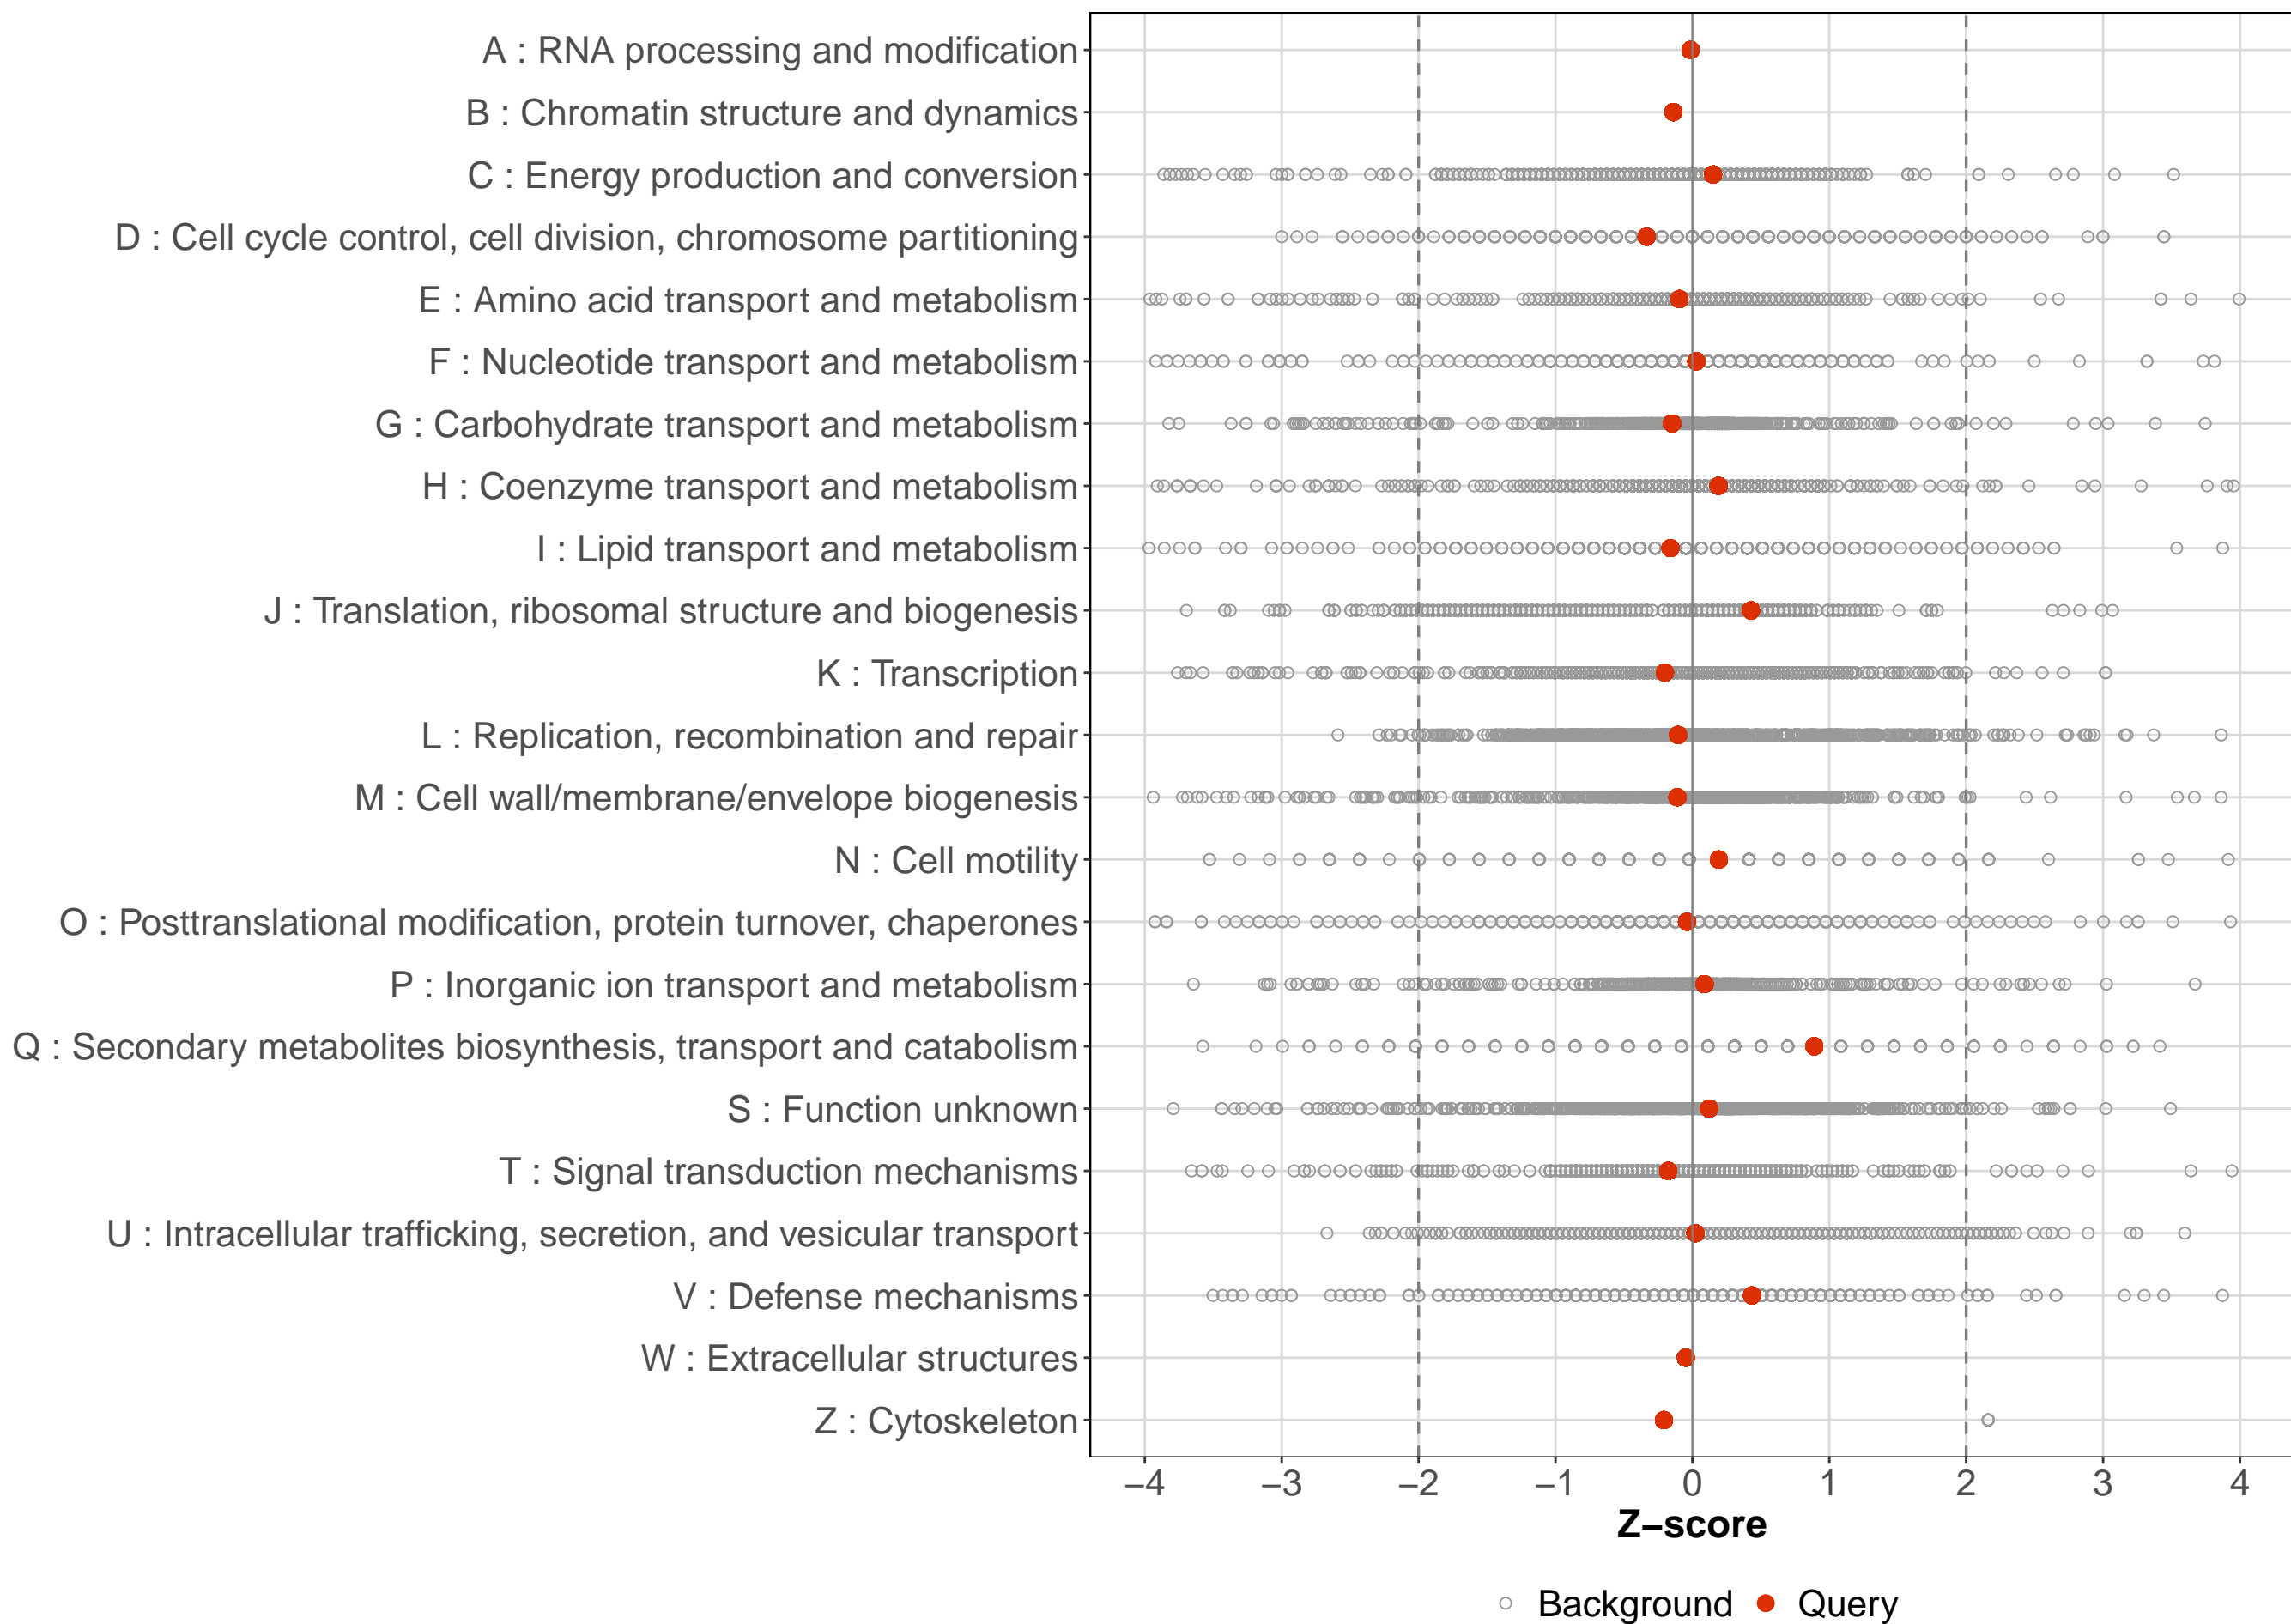 A : RNA processing and modification
B : Chromatin structure and dynamics
C : Energy production and conversion
D : Cell cycle control, cell division, chromosome partitioning
E : Amino acid transport and metabolism
F : Nucleotide transport and metabolism
G : Carbohydrate transport and metabolism
H : Coenzyme transport and metabolism
I : Lipid transport and metabolism
J : Translation, ribosomal structure and biogenesis
K : Transcription
L : Replication, recombination and repair
M : Cell wall/membrane/envelope biogenesis
N : Cell motility
O : Posttranslational modification, protein turnover, chaperones
P : Inorganic ion transport and metabolism
Q : Secondary metabolites biosynthesis, transport and catabolism
S : Function unknown
T : Signal transduction mechanisms
U : Intracellular trafficking, secretion, and vesicular transport
V : Defense mechanisms
W : Extracellular structures
Z : Cytoskeleton
−4 −3 −2 −1 0 1 2 3 4
Z−score
Background Query